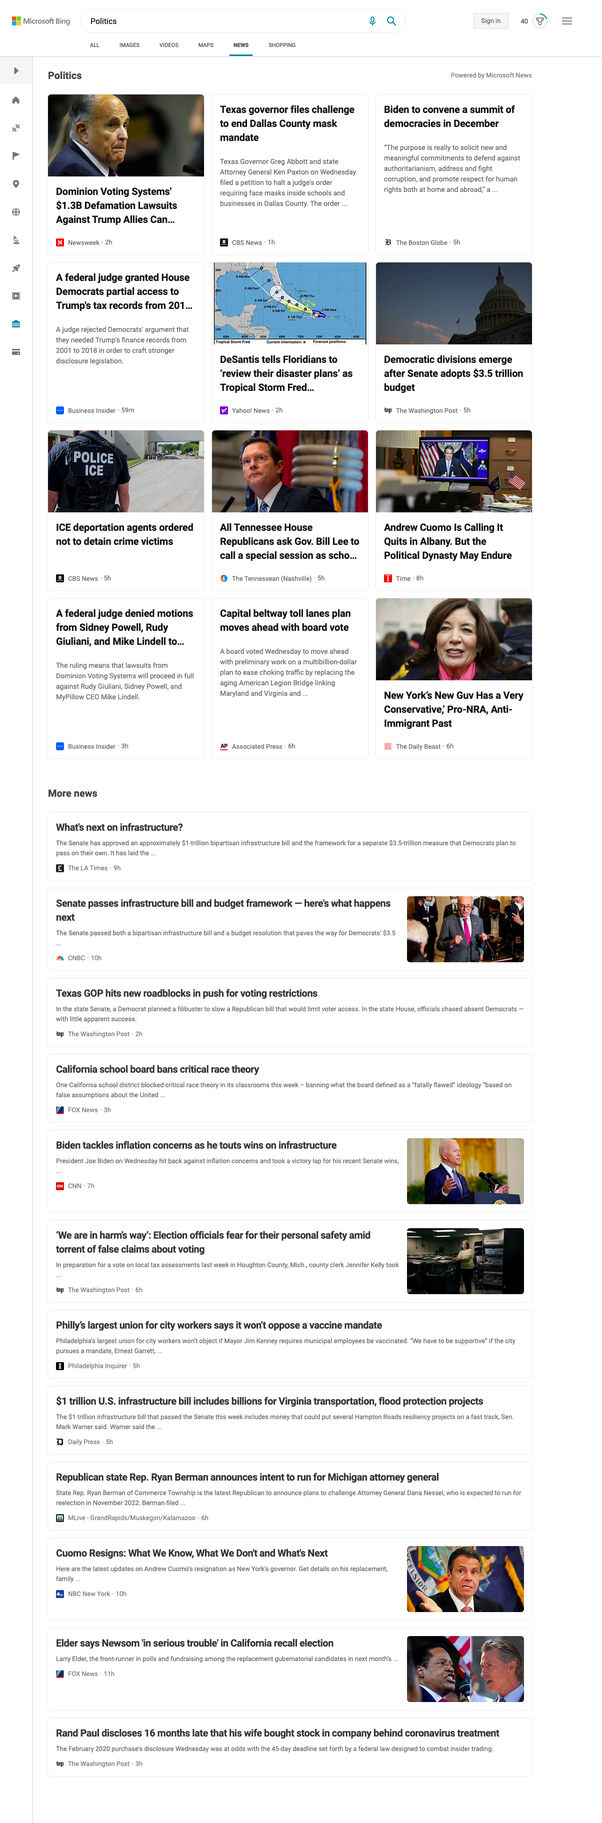 Microsoft Bing
Politics
Sign in
40
ALL
IMAGES
VIDEOS
MAPS
NEWS
SHOPPING
Politics
Powered by Microsoft News
Dominion Voting Systems'
$1.3B Defamation Lawsuits
Against Trump Allies Can...
Newsweek · 2h
Texas governor files challenge
to end Dallas County mask
mandate
Texas Governor Greg Abbott and state
Attorney General Ken Paxton on Wednesday
filed a petition to halt a judge's order
requiring face masks inside schools and
businesses in Dallas County. The order ...
CBS News · 1h
Biden to convene a summit of
democracies in December
“The purpose is really to solicit new and
meaningful commitments to defend against
authoritarianism, address and fight
corruption, and promote respect for human
rights both at home and abroad,” a ...
The Boston Globe · 5h
A federal judge granted House
Democrats partial access to
Trump's tax records from 201...
A judge rejected Democrats' argument that
they needed Trump's finance records from
2001 to 2018 in order to craft stronger
disclosure legislation.
Business Insider · 59m
DeSantis tells Floridians to
‘review their disaster plans’ as
Tropical Storm Fred...
Yahoo! News · 2h
Democratic divisions emerge
after Senate adopts $3.5 trillion
budget
The Washington Post · 5h
POLICE
ICE
ICE deportation agents ordered
not to detain crime victims
CBS News · 5h
All Tennessee House
Republicans ask Gov. Bill Lee to
call a special session as scho...
The Tennessean (Nashville) · 5h
Andrew Cuomo Is Calling It
Quits in Albany. But the
Political Dynasty May Endure
Time · 8h
A federal judge denied motions
from Sidney Powell, Rudy
Giuliani, and Mike Lindell to...
The ruling means that lawsuits from
Dominion Voting Systems will proceed in full
against Rudy Giuliani, Sidney Powell, and
MyPillow CEO Mike Lindell.
Business Insider · 3h
Capital beltway toll lanes plan
moves ahead with board vote
A board voted Wednesday to move ahead
with preliminary work on a multibillion-dollar
plan to ease choking traffic by replacing the
aging American Legion Bridge linking
Maryland and Virginia and ...
AP
Associated Press · 6h
New York’s New Guv Has a Very
Conservative,’ Pro-NRA, Anti-
Immigrant Past
The Daily Beast · 6h
More news
What's next on infrastructure?
The Senate has approved an approximately $1-trillion bipartisan infrastructure bill and the framework for a separate $3.5-trillion measure that Democrats plan to
pass on their own. It has laid the ...
The LA Times · 9h
Senate passes infrastructure bill and budget framework — here's what happens
next
The Senate passed both a bipartisan infrastructure bill and a budget resolution that paves the way for Democrats' $3.5
...
CNBC · 10h
Texas GOP hits new roadblocks in push for voting restrictions
In the state Senate, a Democrat planned a filibuster to slow a Republican bill that would limit voter access. In the state House, officials chased absent Democrats —
with little apparent success.
The Washington Post · 2h
California school board bans critical race theory
One California school district blocked critical race theory in its classrooms this week – banning what the board defined as a “fatally flawed” ideology “based on
false assumptions about the United ...
FOX News · 3h
Biden tackles inflation concerns as he touts wins on infrastructure
President Joe Biden on Wednesday hit back against inflation concerns and took a victory lap for his recent Senate wins,
...
CNN · 7h
‘We are in harm’s way’: Election officials fear for their personal safety amid
torrent of false claims about voting
In preparation for a vote on local tax assessments last week in Houghton County, Mich., county clerk Jennifer Kelly took
...
The Washington Post · 6h
Philly’s largest union for city workers says it won’t oppose a vaccine mandate
Philadelphia’s largest union for city workers won’t object if Mayor Jim Kenney requires municipal employees be vaccinated. “We have to be supportive” if the city
pursues a mandate, Ernest Garrett, ...
Philadelphia Inquirer · 5h
$1 trillion U.S. infrastructure bill includes billions for Virginia transportation, flood protection projects
The $1 trillion infrastructure bill that passed the Senate this week includes money that could put several Hampton Roads resiliency projects on a fast track, Sen.
Mark Warner said. Warner said the ...
Daily Press · 5h
Republican state Rep. Ryan Berman announces intent to run for Michigan attorney general
State Rep. Ryan Berman of Commerce Township is the latest Republican to announce plans to challenge Attorney General Dana Nessel, who is expected to run for
reelection in November 2022. Berman filed ...
MLive - GrandRapids/Muskegon/Kalamazoo · 6h
Cuomo Resigns: What We Know, What We Don't and What's Next
Here are the latest updates on Andrew Cuomo's resignation as New York's governor. Get details on his replacement,
family ...
NBC New York · 10h
Elder says Newsom 'in serious trouble' in California recall election
Larry Elder, the front-runner in polls and fundraising among the replacement gubernatorial candidates in next month's ...
FOX News · 11h
Rand Paul discloses 16 months late that his wife bought stock in company behind coronavirus treatment
The February 2020 purchase's disclosure Wednesday was at odds with the 45-day deadline set forth by a federal law designed to combat insider trading.
The Washington Post · 3h